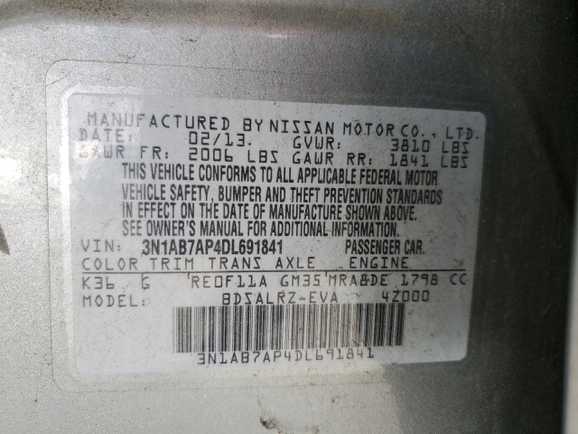 MANUFACTURED BY NISSAN MOTOR CO., LTD.
DATE: 02/13. GVWR: 3810 LBS
GAWR FR: 2006 LBS GAWR RR: 1841 LBS
THIS VEHICLE CONFORMS TO ALL APPLICABLE FEDERAL MOTOR
VEHICLE SAFETY, BUMPER AND THEFT PREVENTION STANDARDS
IN EFFECT ON THE DATE OF MANUFACTURE SHOWN ABOVE.
SEE OWNER'S MANUAL FOR ADDITIONAL INFORMATION.
VIN: 3N1AB7AP4DL691841 PASSENGER CAR.
COLOR TRIM TRANS AXLE ENGINE
K36 G RE0F11A GM35 MRA8DE 1798 CC
MODEL: BDSALRZ-EVA 4Z000
3N1AB7AP4DL691841